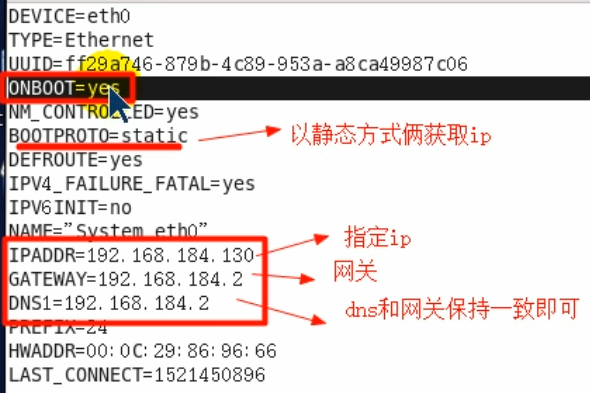 DEVICE=eth0
TYPE=Ethernet
UUID=ff29a746-879b-4c89-953a-a8ca49987c06
ONBOOT=yes
NM_CONTROLLED=yes
BOOTPROTO=static
以静态方式俩获取ip
DEFROUTE=yes
IPV4_FAILURE_FATAL=yes
IPV6INIT=no
NAME="System eth0"
IPADDR=192.168.184.130
指定ip
GATEWAY=192.168.184.2
网关
DNS1=192.168.184.2
dns和网关保持一致即可
PREFIX=24
HWADDR=00:0C:29:86:96:66
LAST_CONNECT=1521450896